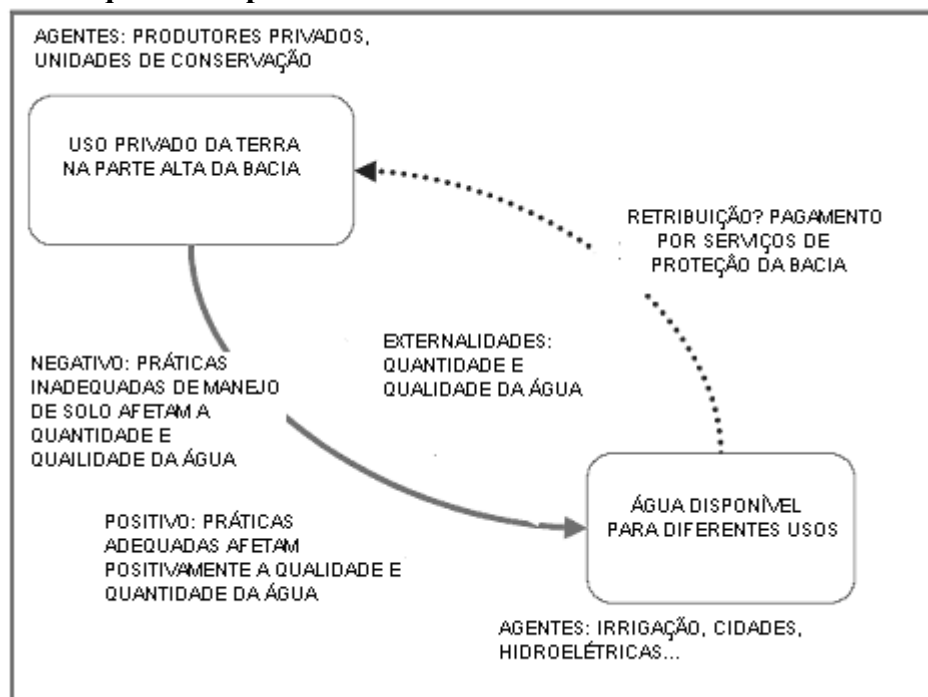 AGENTES: PRODUTORES PRIVADOS,
UNIDADES DE CONSERVAÇÃO
USO PRIVADO DA TERRA
NA PARTE ALTA DA BACIA
RETRIBUIÇÃO? PAGAMENTO
POR SERVIÇOS DE
PROTEÇÃO DA BACIA
EXTERNALIDADES:
QUANTIDADE E
QUALIDADE DA ÁGUA
NEGATIVO: PRÁTICAS
INADEQUADAS DE MANEJO
DE SOLO AFETAM A
QUANTIDADE E
QUAILIDADE DA ÁGUA
ÁGUA DISPONÍVEL
PARA DIFERENTES USOS
POSITIVO: PRÁTICAS
ADEQUADAS AFETAM
POSITIVAMENTE A QUALIDADE E
QUANTIDADE DA ÁGUA
AGENTES: IRRIGAÇÃO, CIDADES,
HIDROELÉTRICAS...